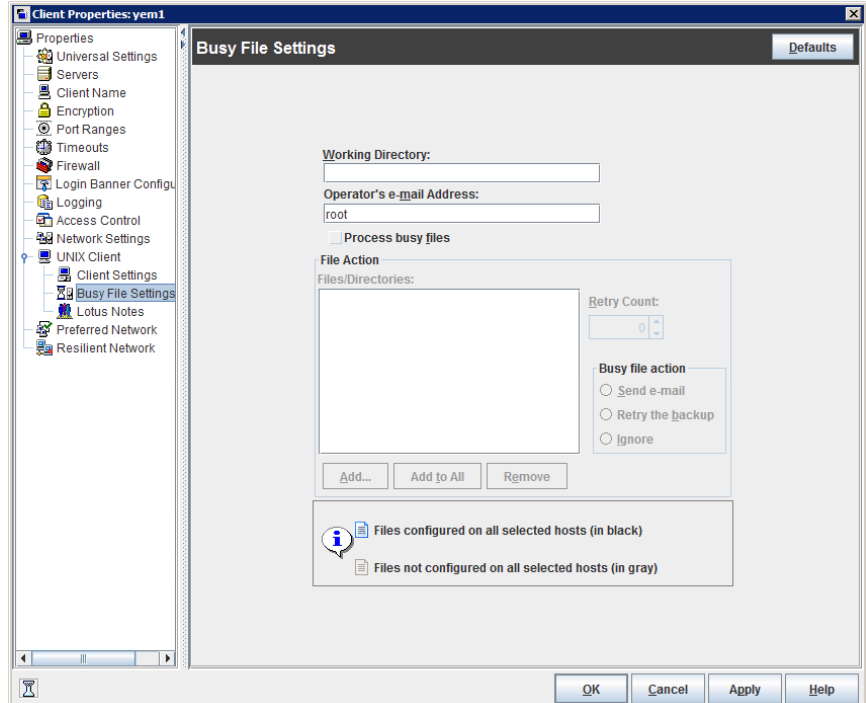 Client Properties: yem1
Properties
Universal Settings
Servers
Client Name
Encryption
Port Ranges
Timeouts
Firewall
Login Banner Configu
Logging
Access Control
Network Settings
UNIX Client
Client Settings
Busy File Settings
Lotus Notes
Preferred Network
Resilient Network
Busy File Settings
Defaults
Working Directory:
Operator's e-mail Address:
root
Process busy files
File Action
Files/Directories:
Retry Count:
0
Busy file action
Send e-mail
Retry the backup
Ignore
Add...
Add to All
Remove
Files configured on all selected hosts (in black)
Files not configured on all selected hosts (in gray)
OK
Cancel
Apply
Help